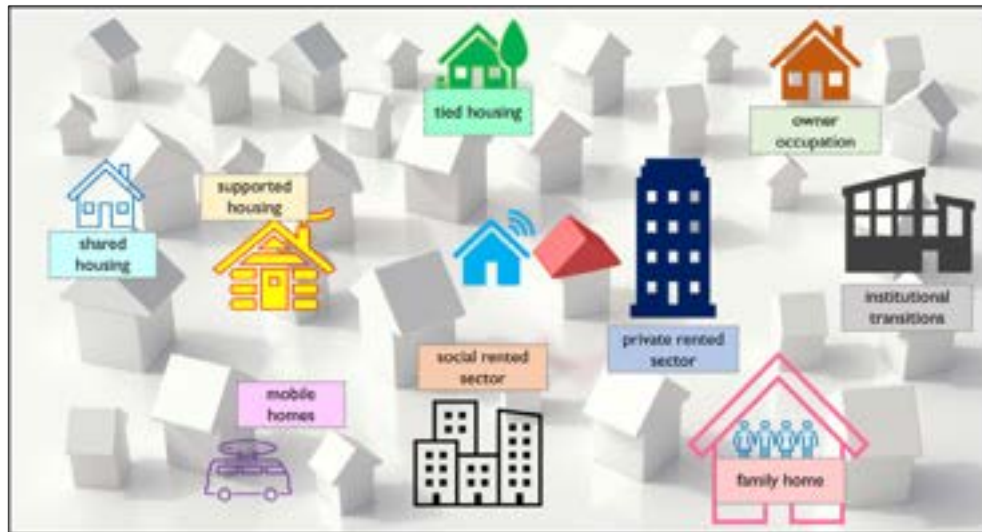 tied housing
owner
occupation
supported
housing
shared
housing
institutional
transitions
private rented
sector
social rented
sector
mobile
homes
family home